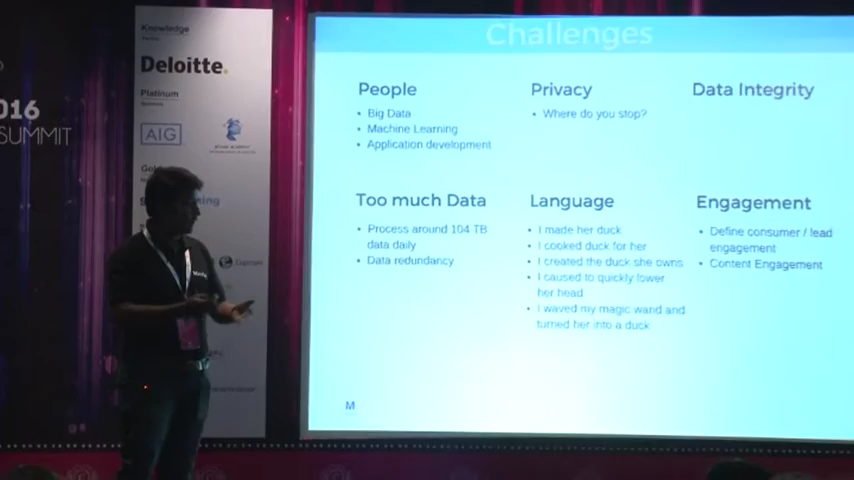 016
SUMMIT
Knowledge
Deloitte.
Platinum
AIG
Challenges
People
• Big Data
• Machine Learning
• Application development
Privacy
• Where do you stop?
Data Integrity
Too much Data
• Process around 104 TB
data daily
• Data redundancy
Language
• I made her duck
• I cooked duck for her
• I created the duck she owns
• I caused to quickly lower
her head
• I waved my magic wand and
turned her into a duck
Engagement
• Define consumer / lead
engagement
• Content Engagement
M